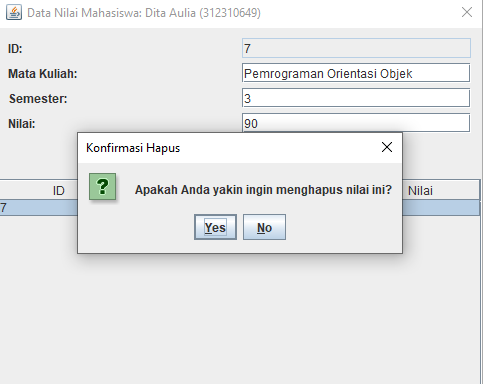 Data Nilai Mahasiswa: Dita Aulia (312310649)
ID: 7
Mata Kuliah: Pemrograman Orientasi Objek
Semester: 3
Nilai: 90
Konfirmasi Hapus
?
Apakah Anda yakin ingin menghapus nilai ini?
Yes No
ID Nilai
7